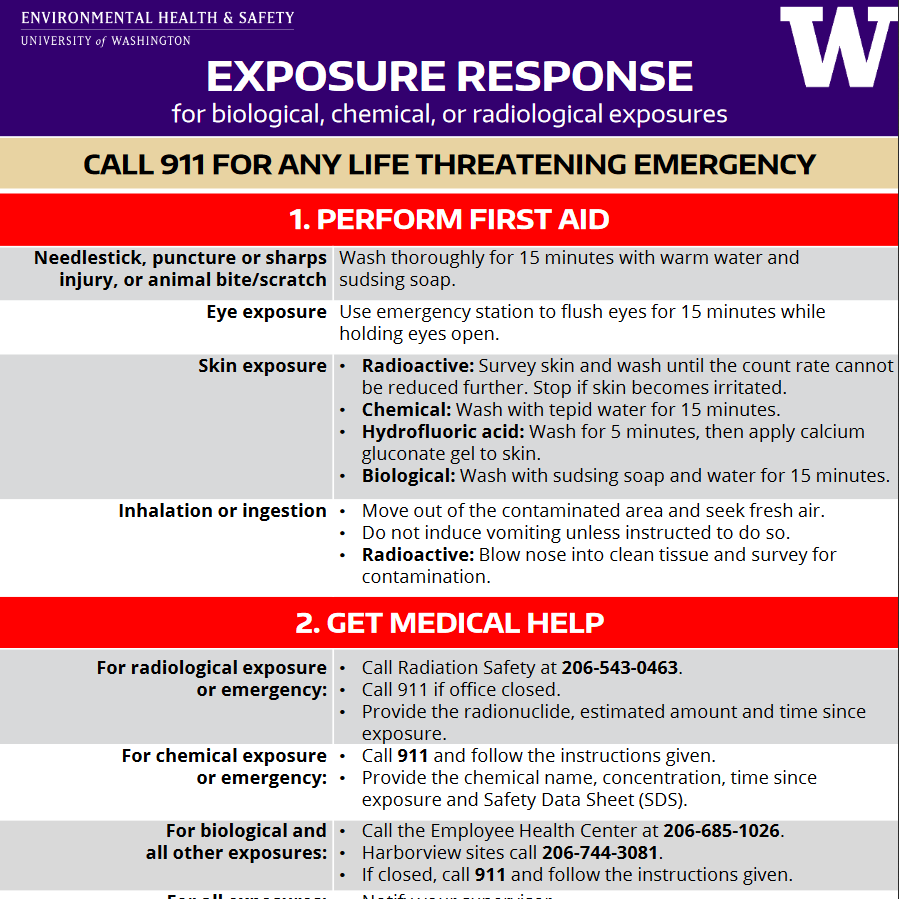 ENVIRONMENTAL HEALTH & SAFETY
UNIVERSITY of WASHINGTON
W
EXPOSURE RESPONSE
for biological, chemical, or radiological exposures
CALL 911 FOR ANY LIFE THREATENING EMERGENCY
1. PERFORM FIRST AID
Needlestick, puncture or sharps
injury, or animal bite/scratch
Wash thoroughly for 15 minutes with warm water and
sudsing soap.
Eye exposure
Use emergency station to flush eyes for 15 minutes while
holding eyes open.
Skin exposure
• Radioactive: Survey skin and wash until the count rate cannot
be reduced further. Stop if skin becomes irritated.
• Chemical: Wash with tepid water for 15 minutes.
• Hydrofluoric acid: Wash for 5 minutes, then apply calcium
gluconate gel to skin.
• Biological: Wash with sudsing soap and water for 15 minutes.
Inhalation or ingestion
• Move out of the contaminated area and seek fresh air.
• Do not induce vomiting unless instructed to do so.
• Radioactive: Blow nose into clean tissue and survey for
contamination.
2. GET MEDICAL HELP
For radiological exposure
or emergency:
• Call Radiation Safety at 206-543-0463.
• Call 911 if office closed.
• Provide the radionuclide, estimated amount and time since
exposure.
For chemical exposure
or emergency:
• Call 911 and follow the instructions given.
• Provide the chemical name, concentration, time since
exposure and Safety Data Sheet (SDS).
For biological and
all other exposures:
• Call the Employee Health Center at 206-685-1026.
• Harborview sites call 206-744-3081.
• If closed, call 911 and follow the instructions given.